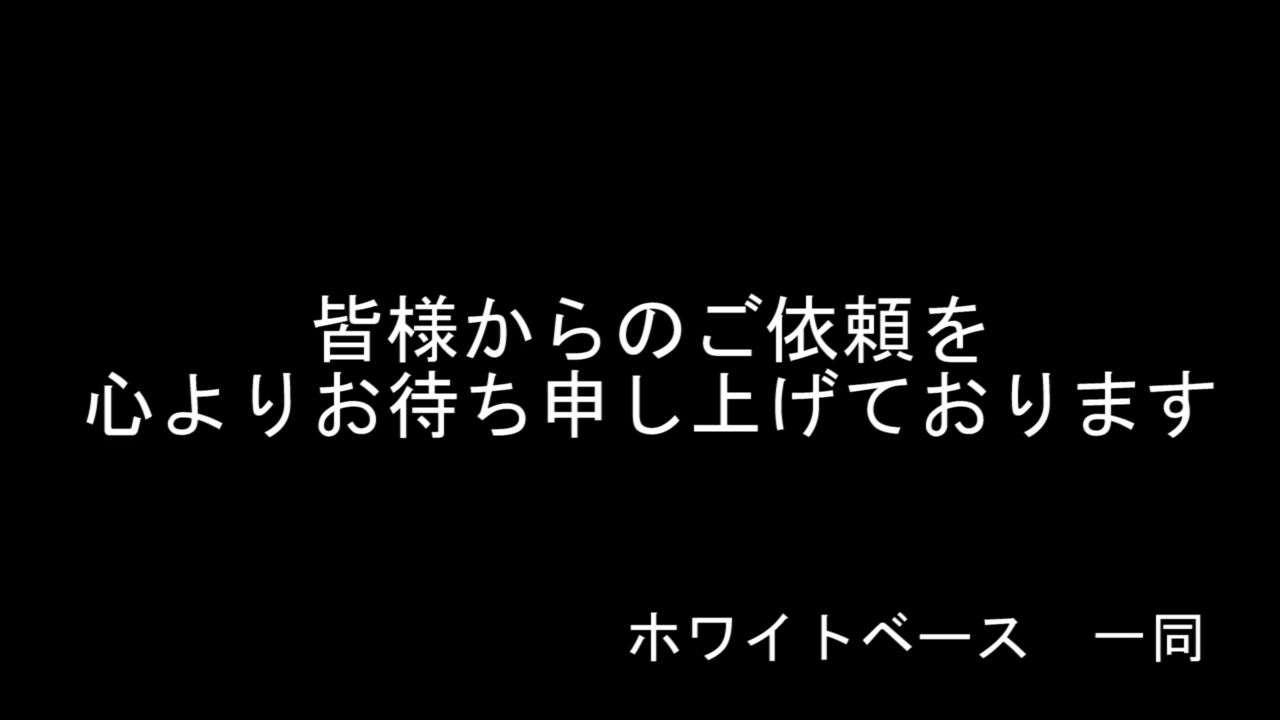 皆様からのご依頼を
心よりお待ち申し上げております
ホワイトベース　一同